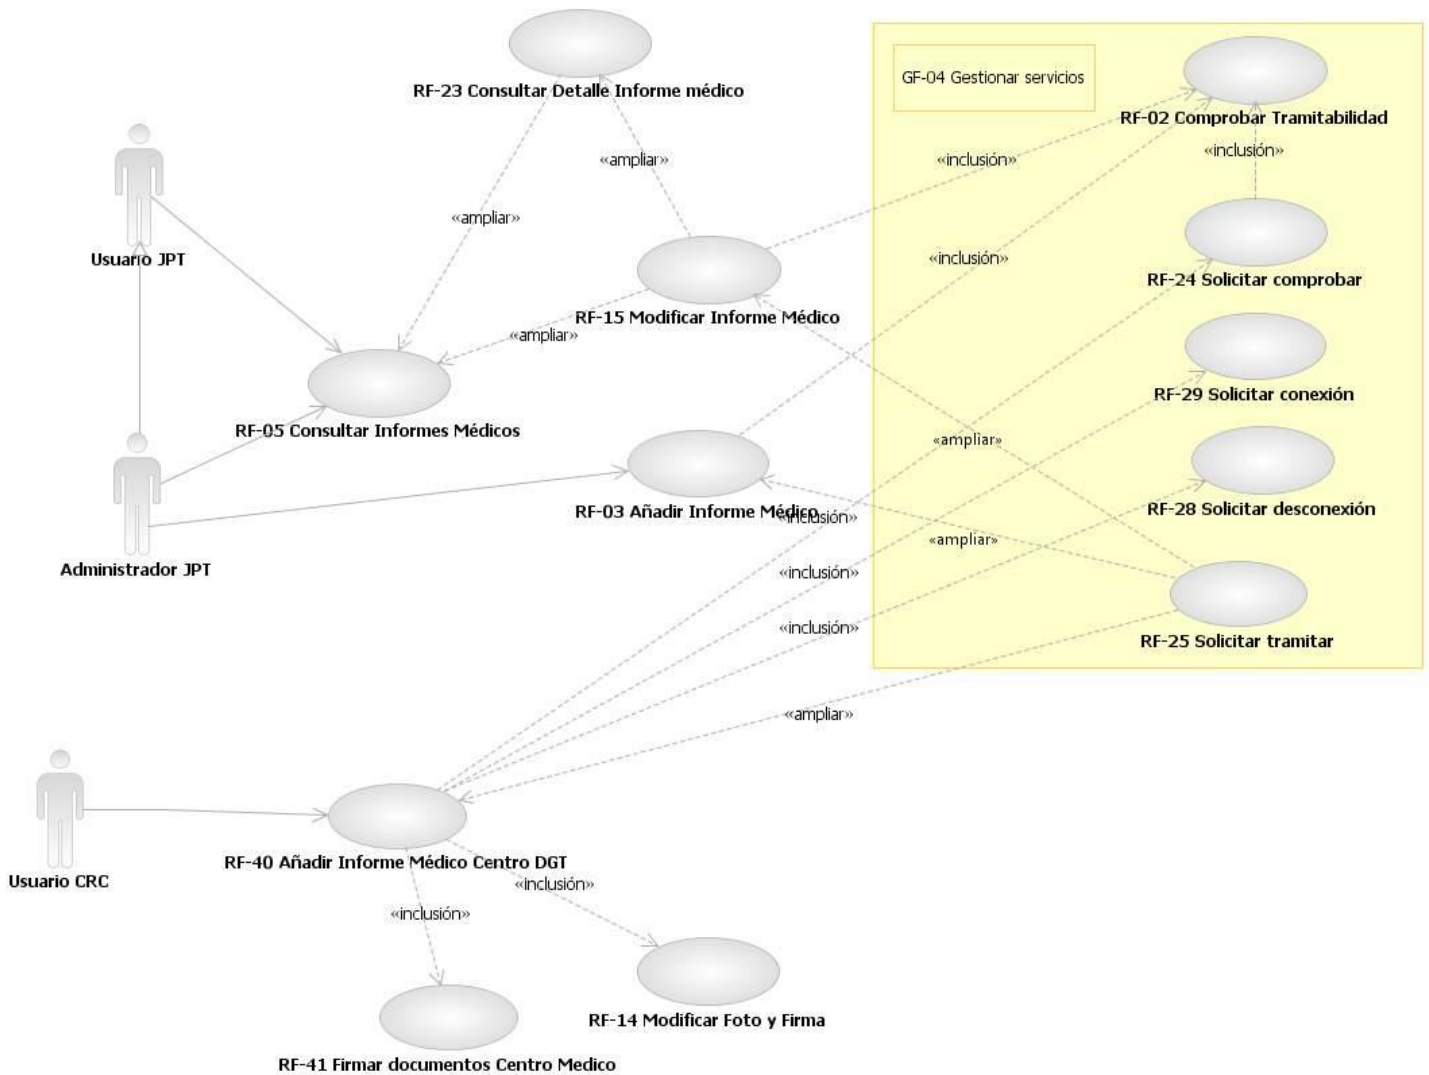 RF-23 Consultar Detalle Informe médico
GF-04 Gestionar servicios
RF-02 Comprobar Tramitabilidad
«inclusión»
«ampliar»
«inclusión»
«ampliar»
Usuario JPT
«inclusión»
RF-24 Solicitar comprobar
RF-15 Modificar Informe Médico
«ampliar»
RF-29 Solicitar conexión
RF-05 Consultar Informes Médicos
«ampliar»
RF-03 Añadir Informe Médico
«inclusión»
RF-28 Solicitar desconexión
«ampliar»
Administrador JPT
«inclusión»
«inclusión»
RF-25 Solicitar tramitar
«ampliar»
RF-40 Añadir Informe Médico Centro DGT
Usuario CRC
«inclusión»
«inclusión»
RF-14 Modificar Foto y Firma
RF-41 Firmar documentos Centro Medico